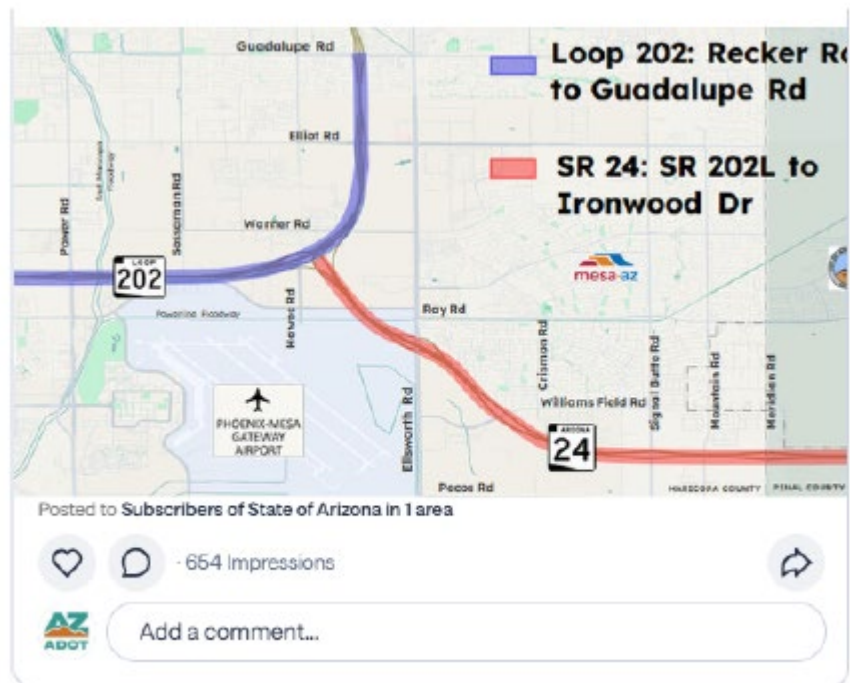 Guadalupe Rd
Loop 202: Recker
to Guadalupe Rd
Elliot Rd
SR 24: SR 202L to
Ironwood Dr
Power Rd
Sossaman Rd
Warner Rd
LOOP
202
mesa·az
Hawes Rd
Ray Rd
Powerline Floodway
Crismon Rd
Signal Butte Rd
Mountain Rd
Meridian Rd
Ellsworth Rd
Williams Field Rd
PHOENIX-MESA
GATEWAY
AIRPORT
ARIZONA
24
Pecos Rd
MARICOPA COUNTY
PINAL COUNTY
Posted to Subscribers of State of Arizona in 1 area
· 654 Impressions
AZ
ADOT
Add a comment...